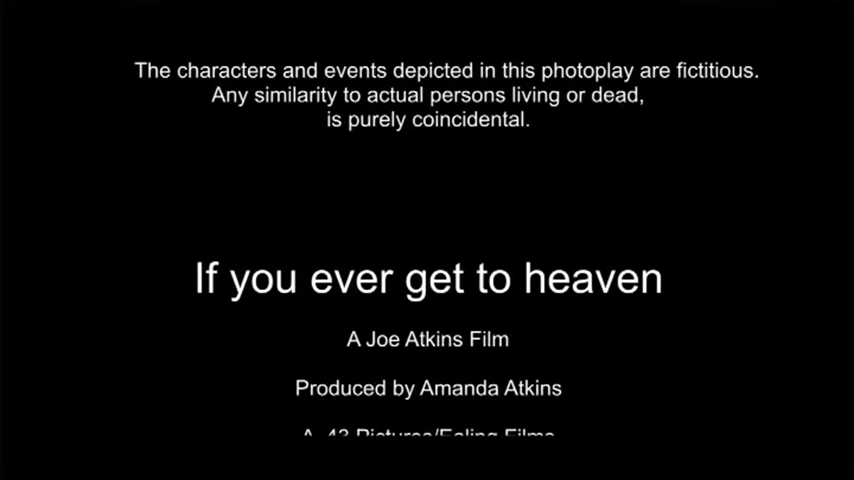 The characters and events depicted in this photoplay are fictitious.
Any similarity to actual persons living or dead,
is purely coincidental.
If you ever get to heaven
A Joe Atkins Film
Produced by Amanda Atkins
A 43 Pictures/Ealing Films